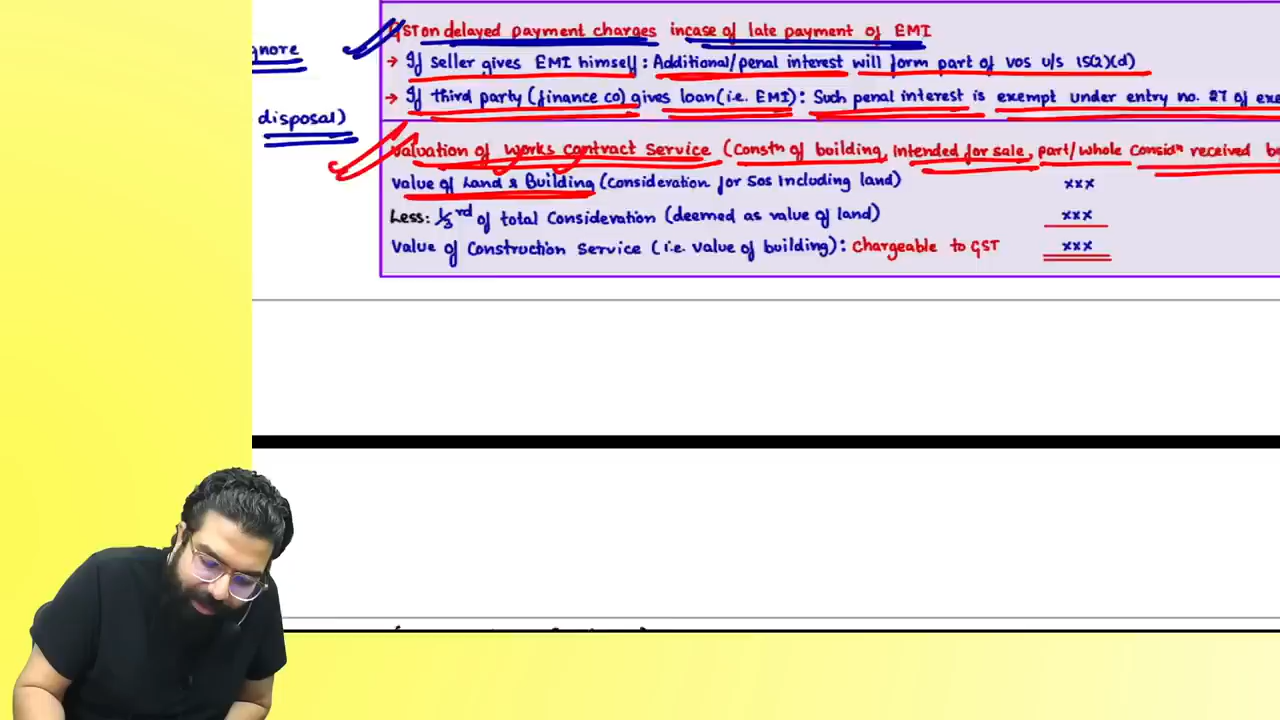 gnore
disposal)
GST on delayed payment charges incase of late payment of EMI
→ If seller gives EMI himself: Additional/penal interest will form part of VOS u/s 15(2)(d)
→ If third party (finance co) gives loan (i.e. EMI): Such penal interest is exempt under entry no. 27 of exe
Valuation of works contract service (Constn of building, intended for sale, part/whole Considn received b
Value of Land & Building (Consideration for SOS Including land) xxx
Less: 1/3rd of total Consideration (deemed as value of land) xxx
Value of Construction Service (i.e. value of building): chargeable to GST xxx